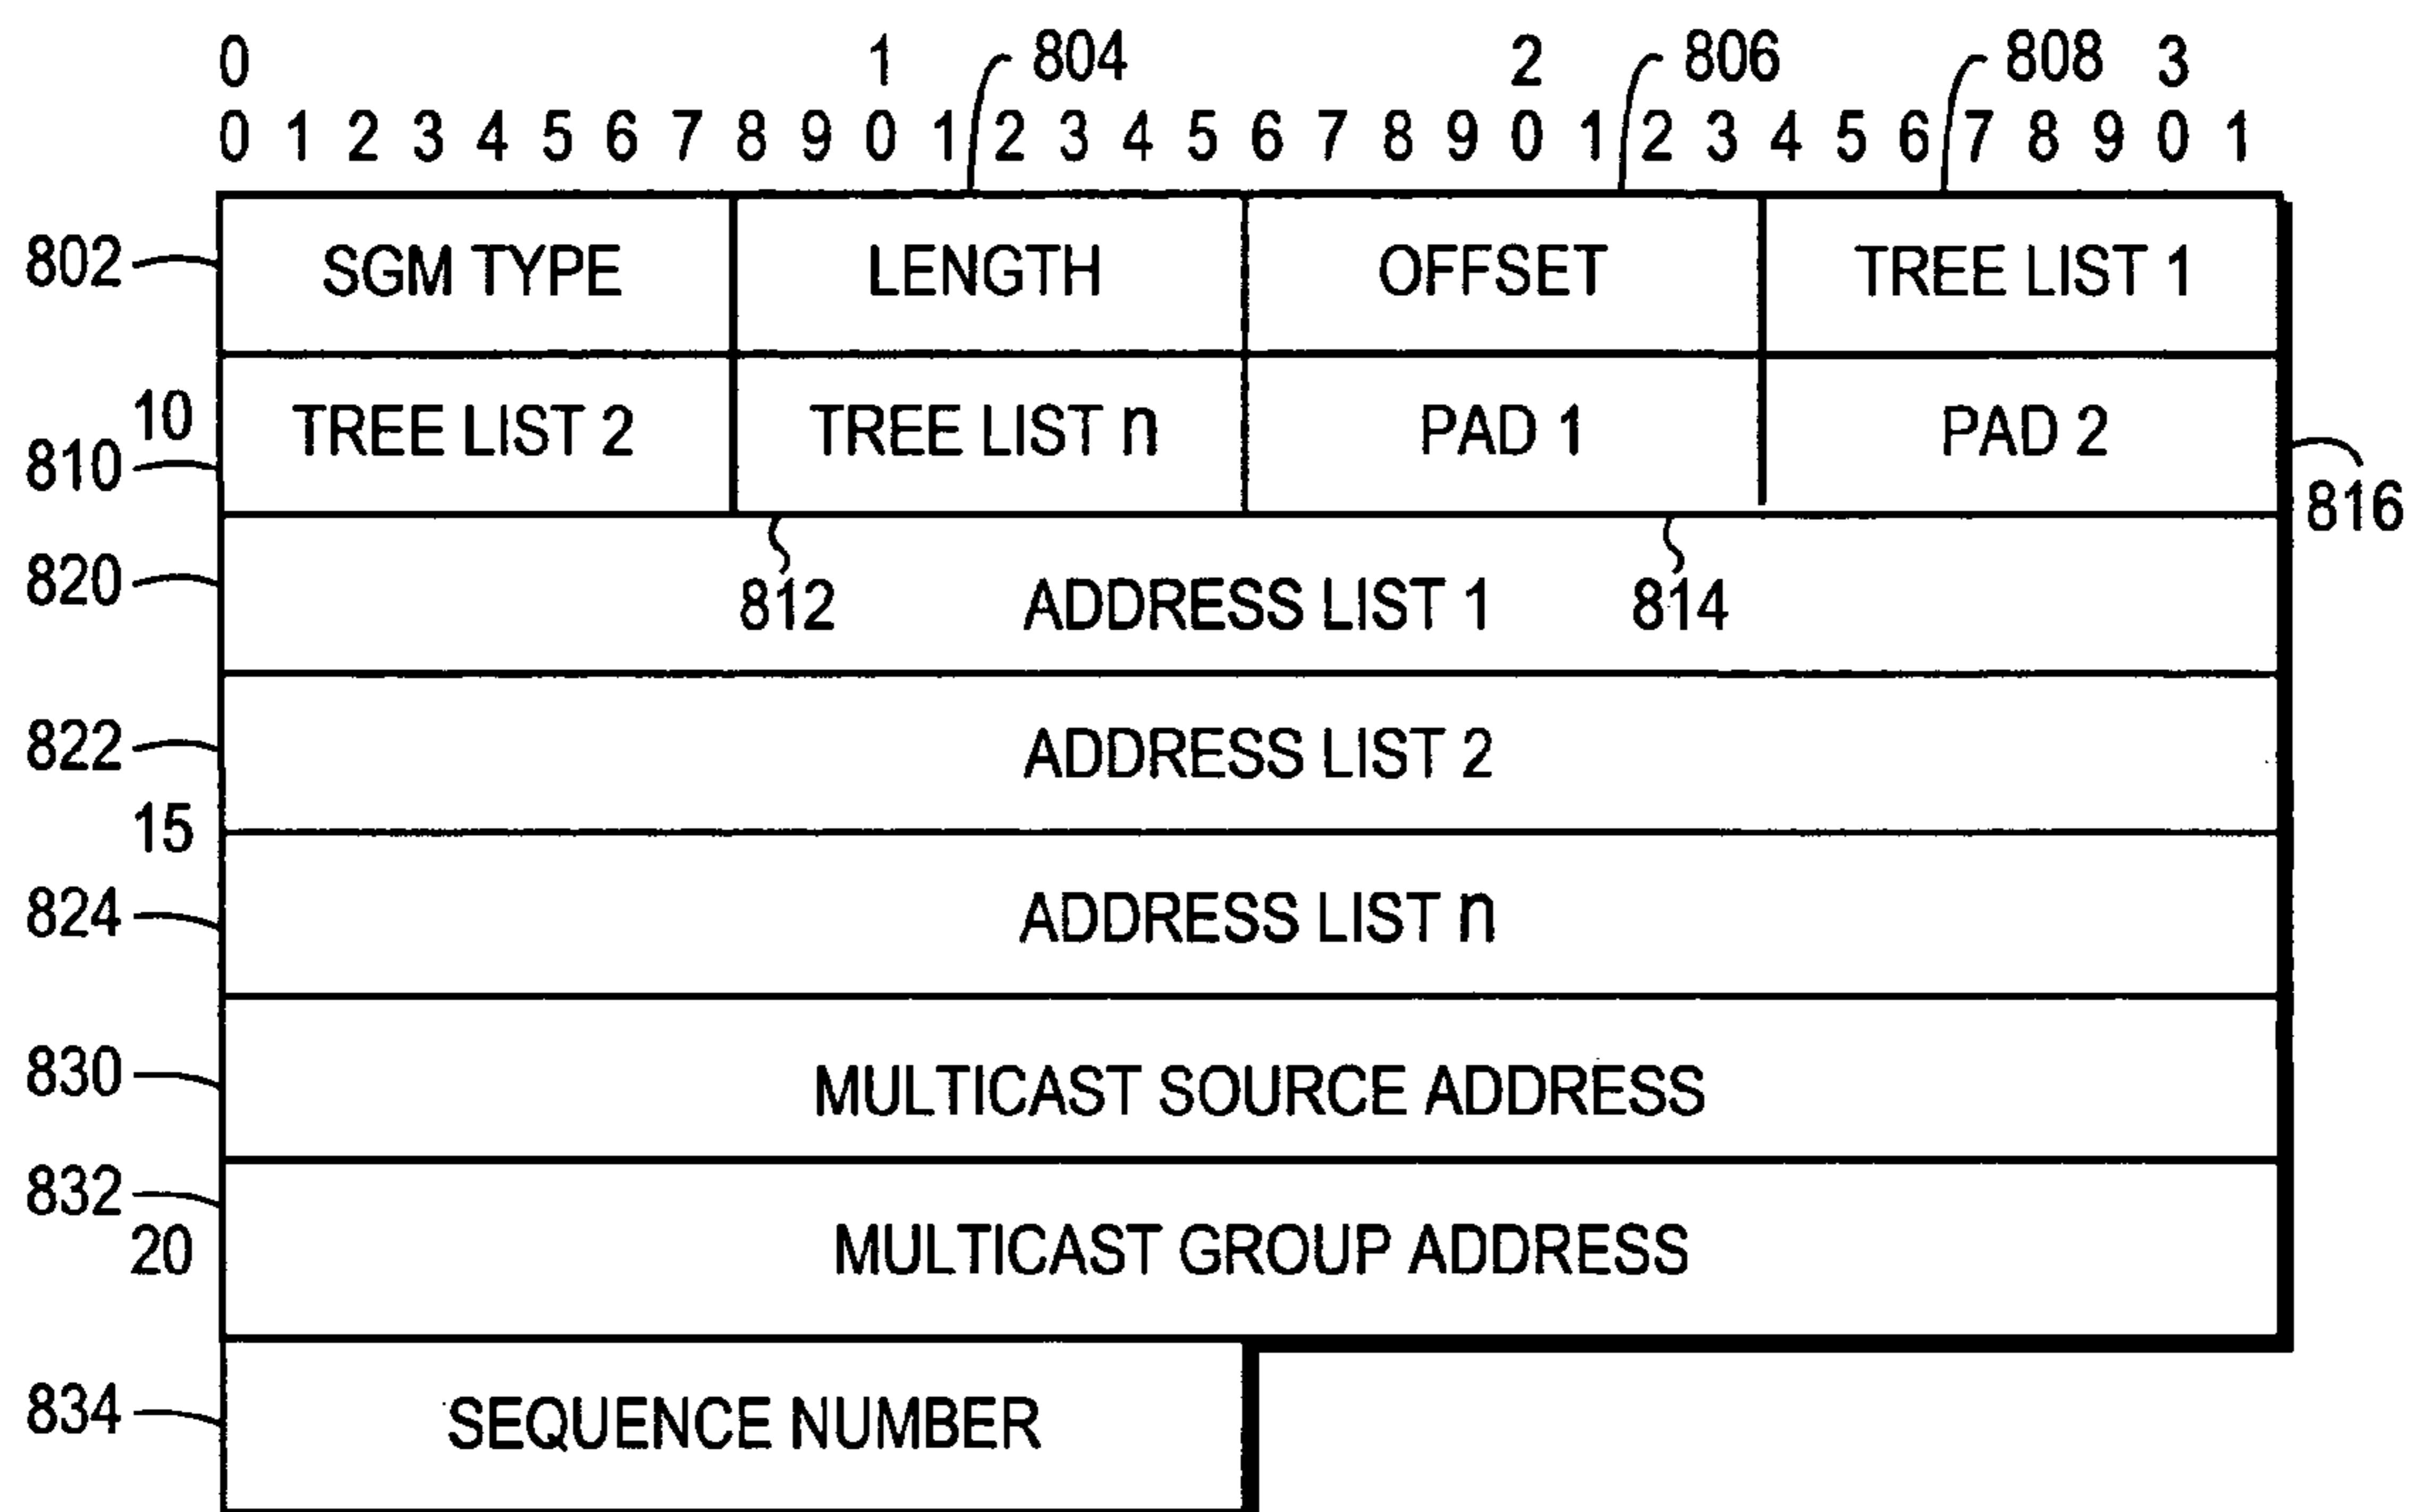 0 1 804 2 806 808 3
0 1 2 3 4 5 6 7 8 9 0 1 2 3 4 5 6 7 8 9 0 1 2 3 4 5 6 7 8 9 0 1
802 SGM TYPE LENGTH OFFSET TREE LIST 1
10 TREE LIST 2 TREE LIST n PAD 1 PAD 2
810
816
820 812 ADDRESS LIST 1 814
822 ADDRESS LIST 2
15
824 ADDRESS LIST n
830 MULTICAST SOURCE ADDRESS
832
20 MULTICAST GROUP ADDRESS
834 SEQUENCE NUMBER